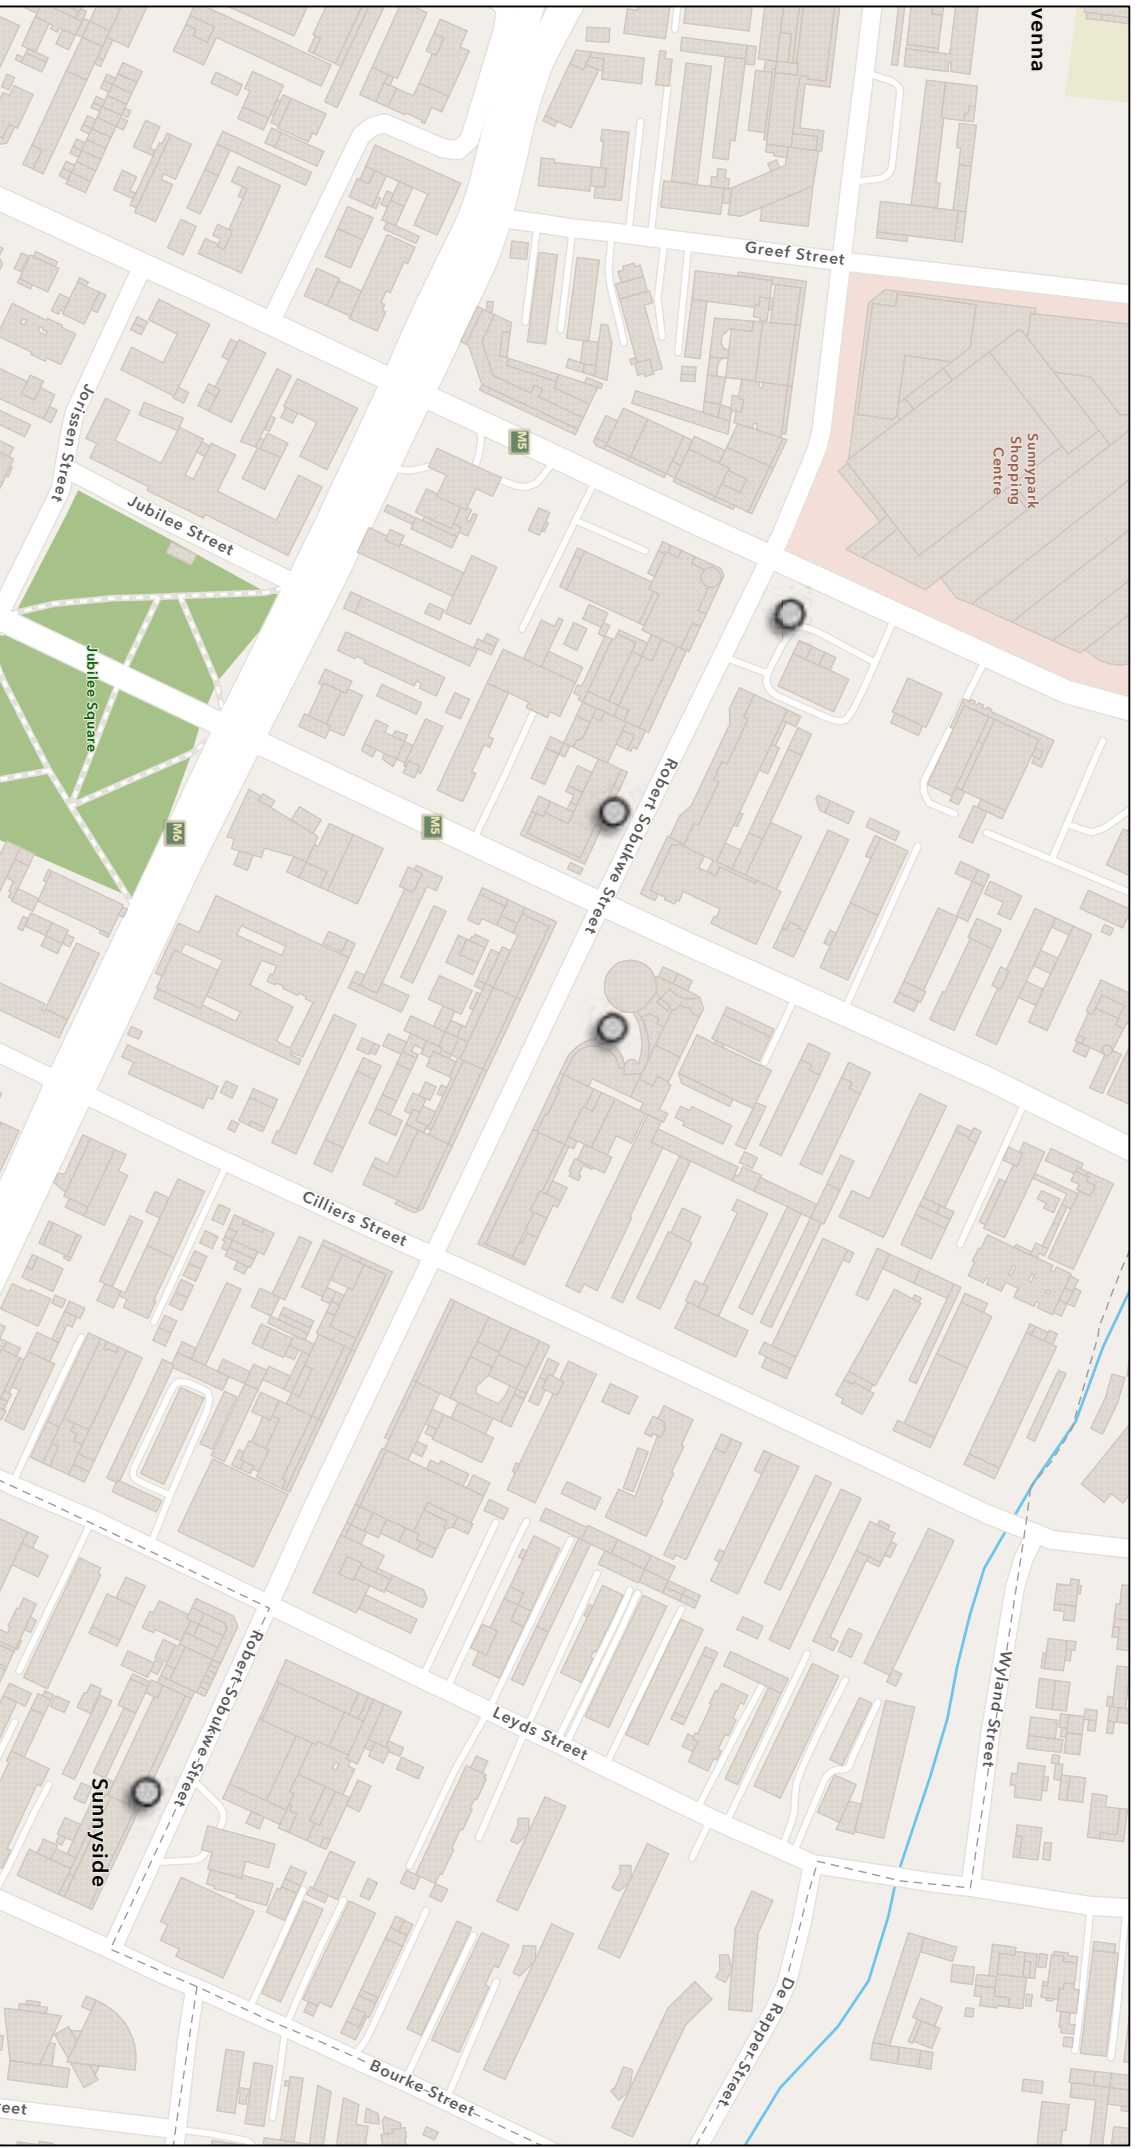 venna
Greef Street
Sunnypark
Shopping
Centre
M5
Jorissen Street
Jubilee Street
Jubilee Square
M6
M5
Robert Sobukwe Street
Cilliers Street
Robert Sobukwe Street
Leyds Street
Wyland Street
Sunnyside
De Rapper Street
Bourke Street
eet